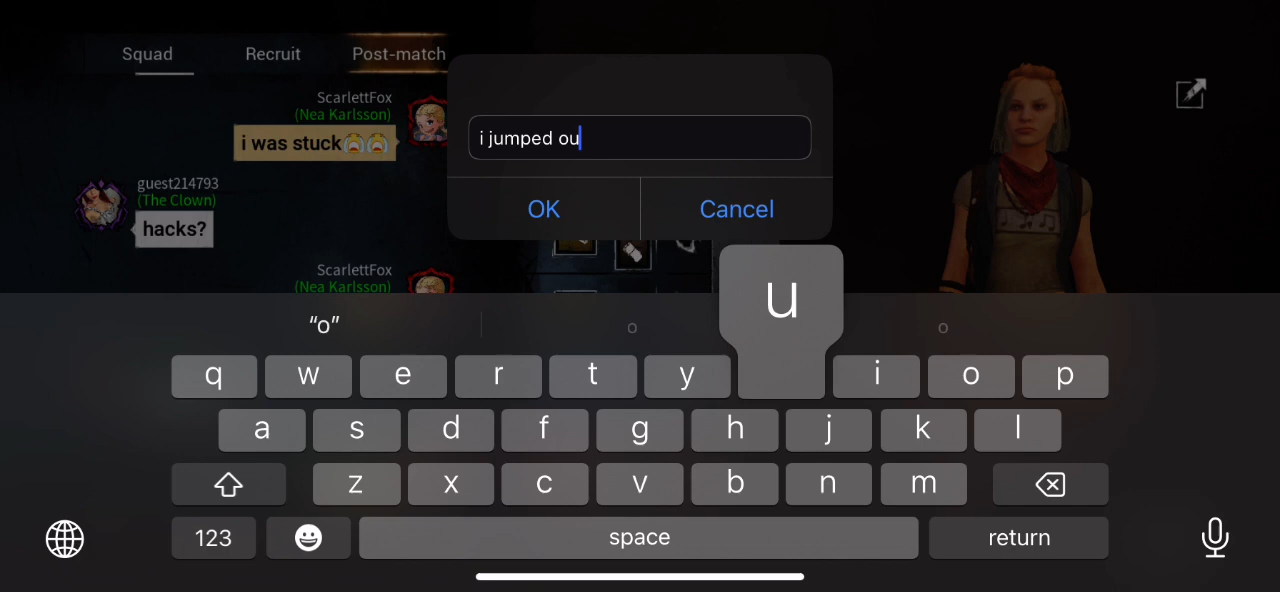 Squad Recruit Post-match
ScarlettFox
(Nea Karlsson)
i was stuck😭😭
guest214793
(The Clown)
hacks?
ScarlettFox
(Nea Karlsson)
i jumped ou
OK Cancel
“o” o o
u
q w e r t y i o p
a s d f g h j k l
z x c v b n m
123 space return